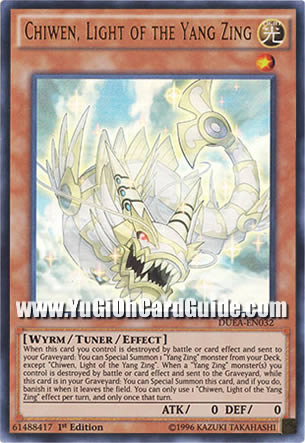 CHIWEN, LIGHT OF THE YANG ZING
光
www.YuGiOhCardGuide.com
DUEA-EN032
[WYRM / TUNER / EFFECT]
When this card you control is destroyed by battle or card effect and sent to
your Graveyard: You can Special Summon 1 "Yang Zing" monster from your Deck,
except "Chiwen, Light of the Yang Zing". When a "Yang Zing" monster(s) you
control is destroyed by battle or card effect and sent to the Graveyard, while
this card is in your Graveyard: You can Special Summon this card, and if you do,
banish it when it leaves the field. You can only use 1 "Chiwen, Light of the Yang
Zing" effect per turn, and only once that turn.
ATK / 0 DEF / 0
61488417 1st Edition ©1996 KAZUKI TAKAHASHI